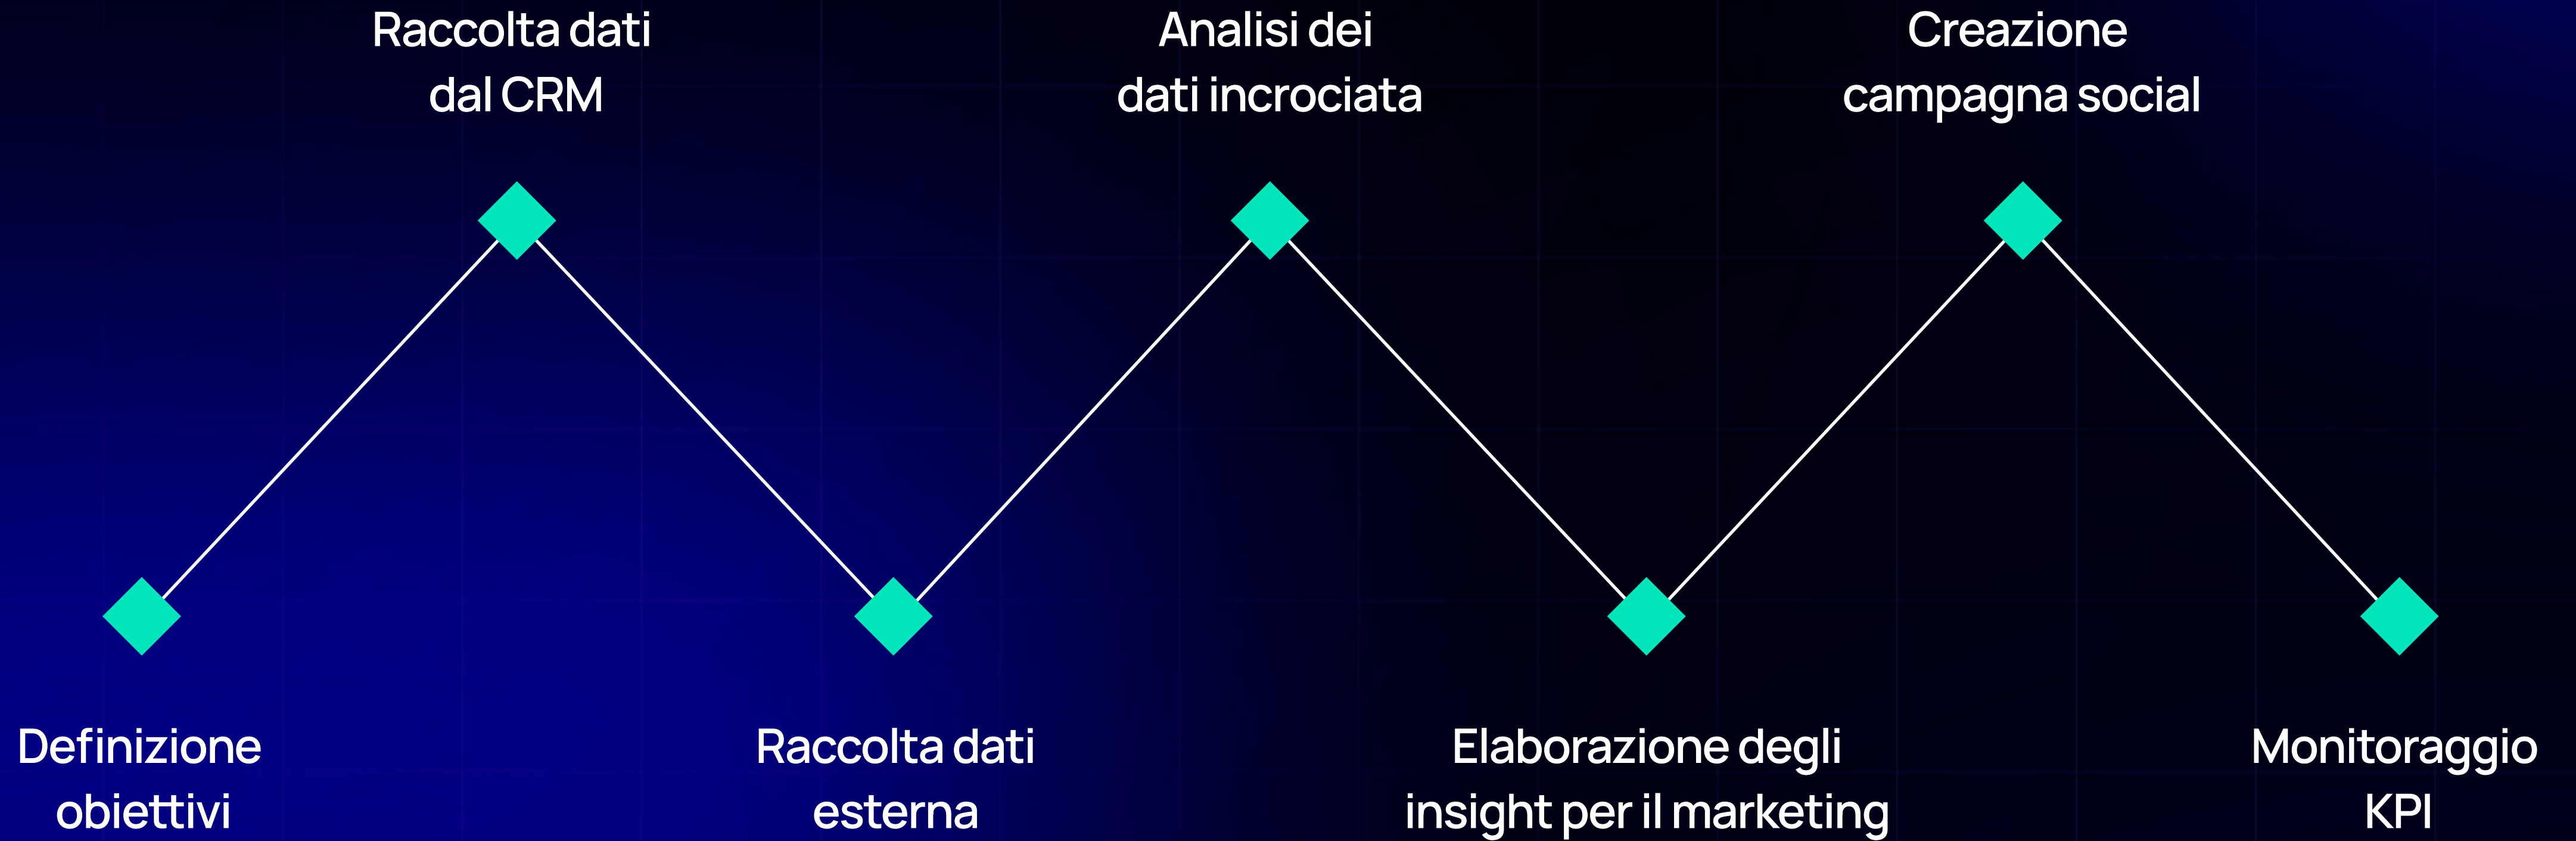 Raccolta dati
dal CRM
Analisi dei
dati incrociata
Creazione
campagna social
Definizione
obiettivi
Raccolta dati
esterna
Elaborazione degli
insight per il marketing
Monitoraggio
KPI